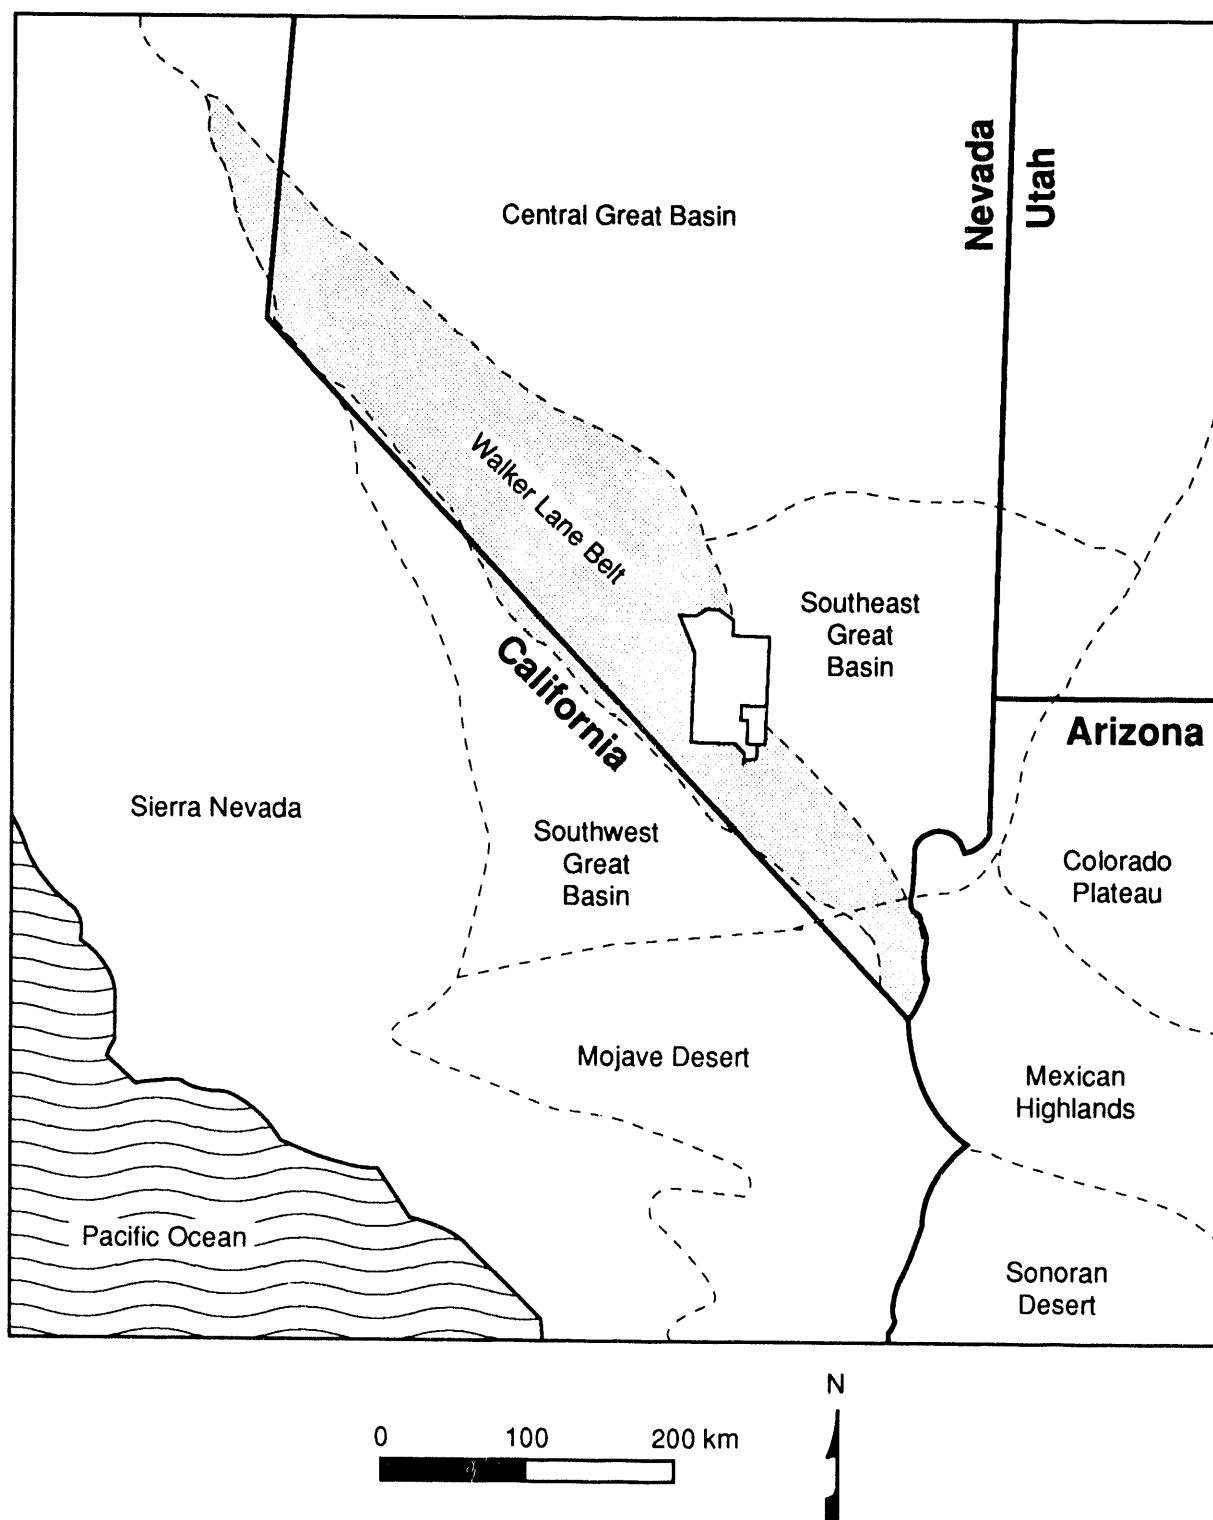 Nevada
Utah
Central Great Basin
Walker Lane Belt
Southeast
Great
Basin
California
Arizona
Sierra Nevada
Southwest
Great
Basin
Colorado
Plateau
Mojave Desert
Mexican
Highlands
Pacific Ocean
Sonoran
Desert
N
0 100 200 km